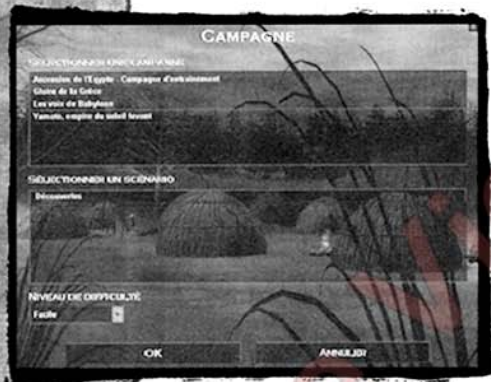 CAMPAGNE
SÉLECTIONNER UNE CAMPAGNE
Ascension de l'Egypte - Campagne d'entraînement
Gloire de la Grèce
Les voix de Babylone
Yamato, empire du soleil levant
SÉLECTIONNER UN SCÉNARIO
Découvertes
NIVEAU DE DIFFICULTÉ
Facile
OK
ANNULER